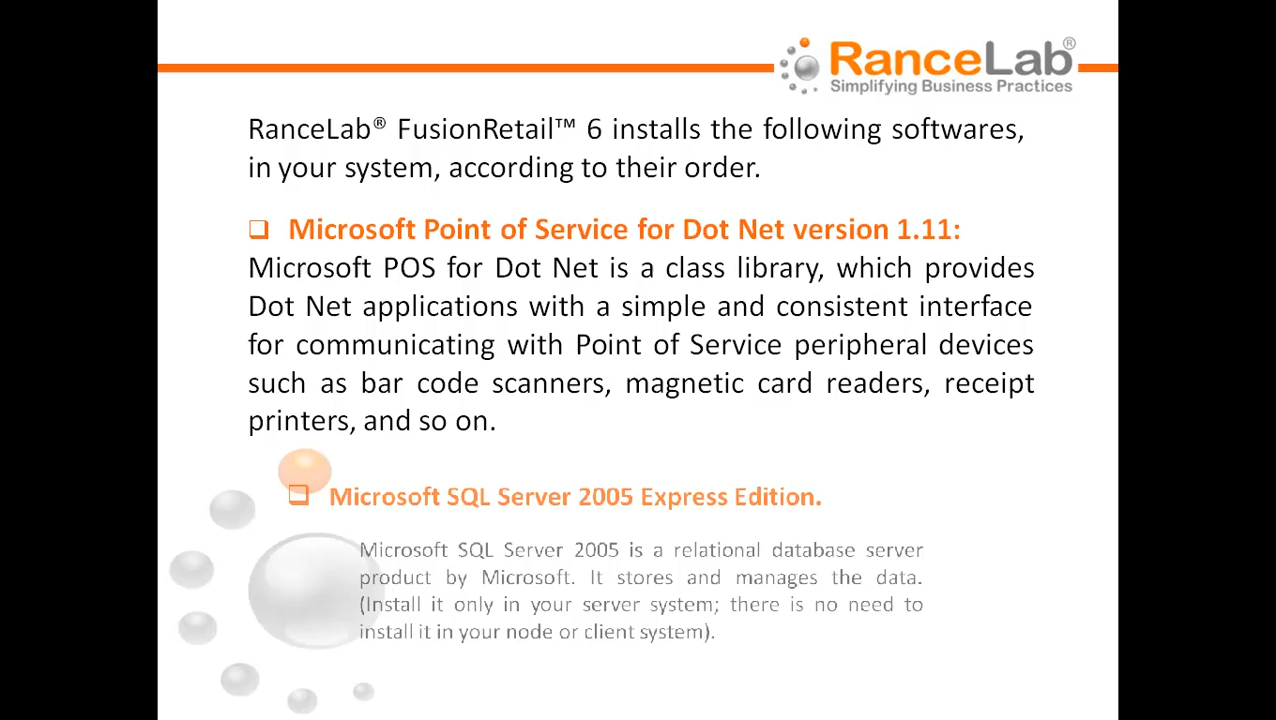 RanceLab®
Simplifying Business Practices
RanceLab® FusionRetail™ 6 installs the following softwares,
in your system, according to their order.
❑ Microsoft Point of Service for Dot Net version 1.11:
Microsoft POS for Dot Net is a class library, which provides
Dot Net applications with a simple and consistent interface
for communicating with Point of Service peripheral devices
such as bar code scanners, magnetic card readers, receipt
printers, and so on.
❑ Microsoft SQL Server 2005 Express Edition.
Microsoft SQL Server 2005 is a relational database server
product by Microsoft. It stores and manages the data.
(Install it only in your server system; there is no need to
install it in your node or client system).